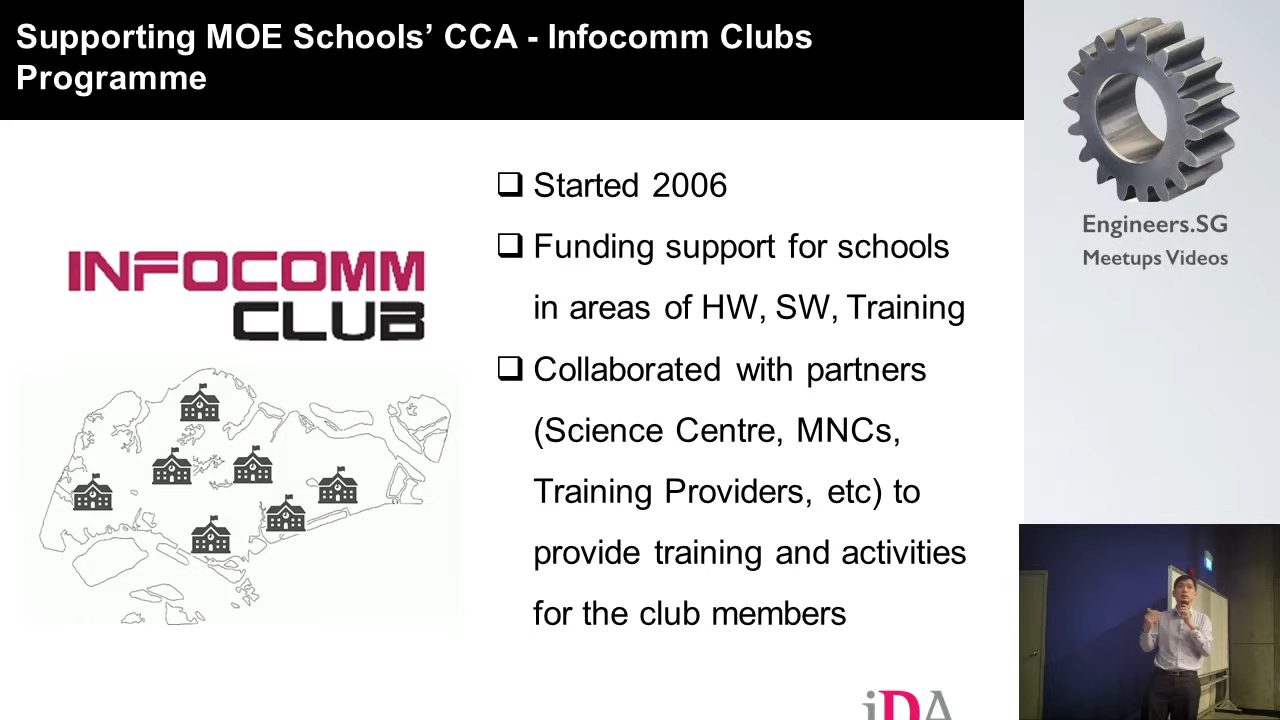 Supporting MOE Schools’ CCA - Infocomm Clubs
Programme
INFOCOMM
CLUB
❑ Started 2006
❑ Funding support for schools
in areas of HW, SW, Training
❑ Collaborated with partners
(Science Centre, MNCs,
Training Providers, etc) to
provide training and activities
for the club members
iDA
Engineers.SG
Meetups Videos